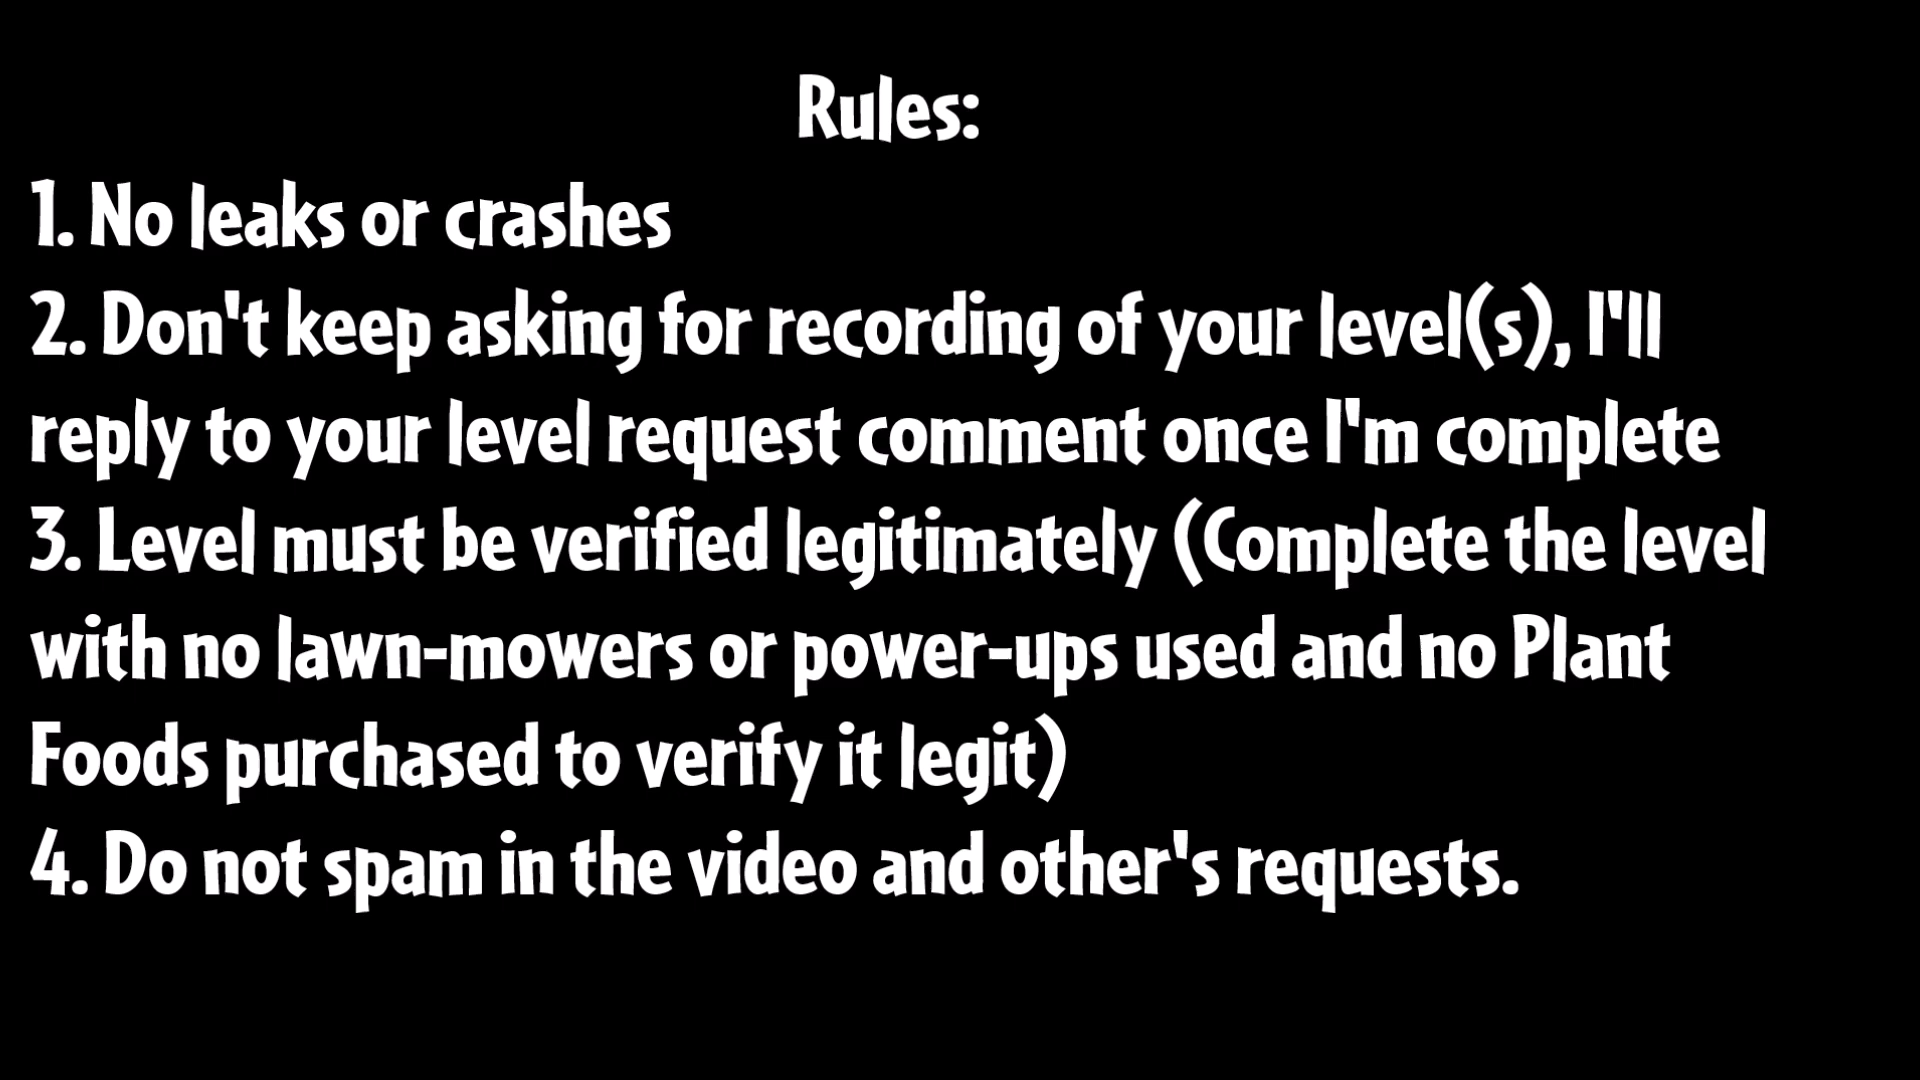 Rules:
1. No leaks or crashes
2. Don't keep asking for recording of your level(s), I'll
reply to your level request comment once I'm complete
3. Level must be verified legitimately (Complete the level
with no lawn-mowers or power-ups used and no Plant
Foods purchased to verify it legit)
4. Do not spam in the video and other's requests.